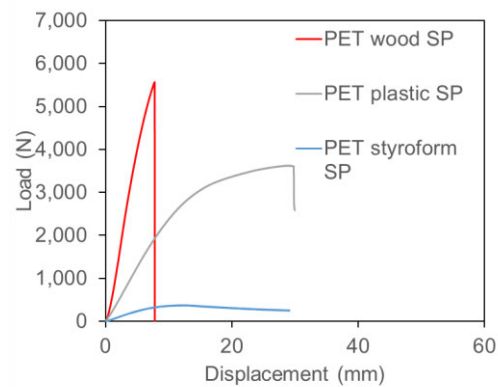 7,000
6,000
5,000
4,000
3,000
2,000
1,000
0
Load (N)
PET wood SP
PET plastic SP
PET styroform
SP
0 20 40 60
Displacement (mm)